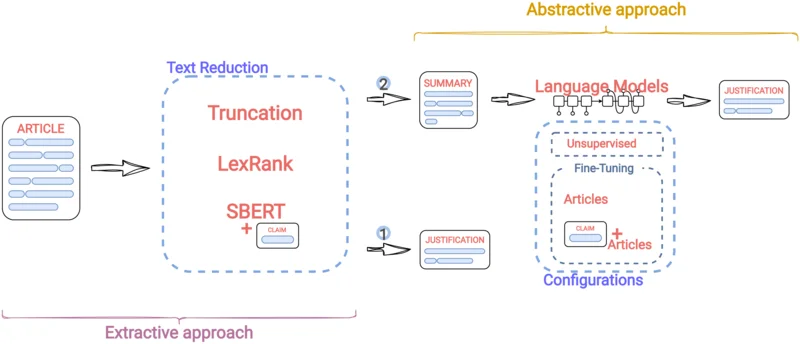 Abstractive approach
Text Reduction
ARTICLE
Truncation
LexRank
SBERT
+
CLAIM
2
SUMMARY
Language Models
JUSTIFICATION
Unsupervised
Fine-Tuning
Articles
CLAIM
+
Articles
Configurations
1
JUSTIFICATION
Extractive approach